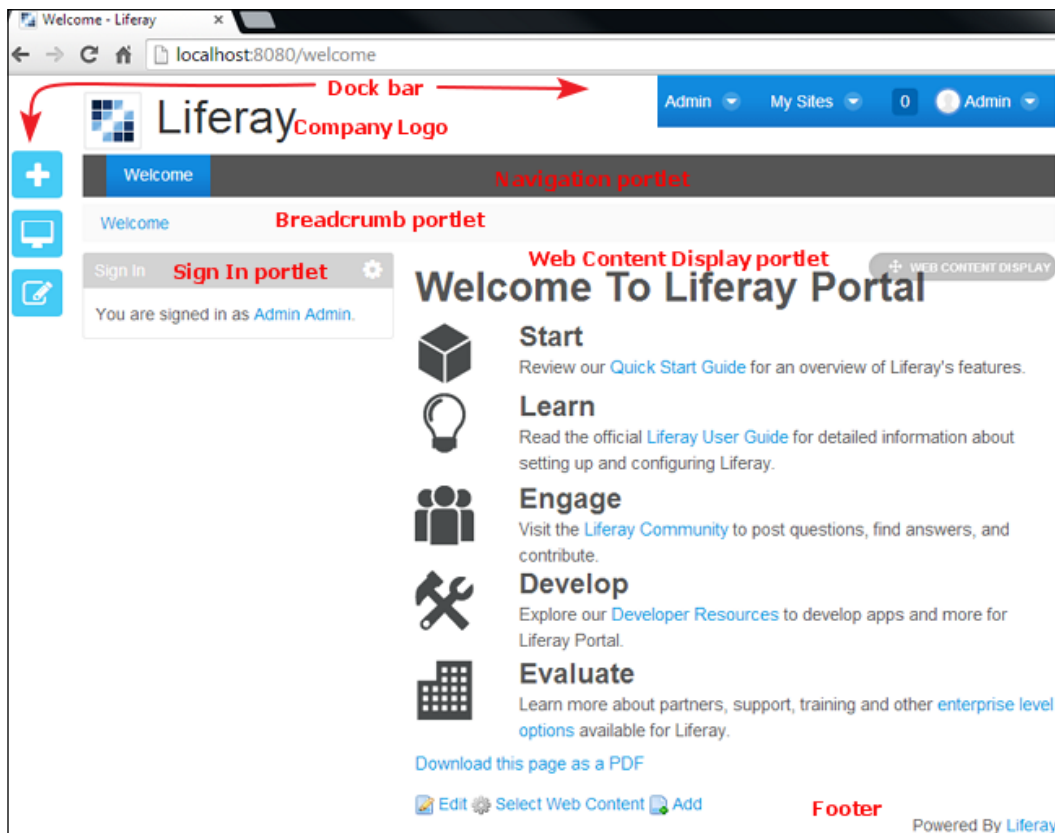 Welcome - Liferay
localhost:8080/welcome
Dock bar
Admin My Sites 0 Admin
Liferay
Company Logo
Welcome
Navigation portlet
Welcome
Breadcrumb portlet
Sign In
Sign In portlet
You are signed in as Admin Admin.
Web Content Display portlet
WEB CONTENT DISPLAY
Welcome To Liferay Portal
Start
Review our Quick Start Guide for an overview of Liferay's features.
Learn
Read the official Liferay User Guide for detailed information about
setting up and configuring Liferay.
Engage
Visit the Liferay Community to post questions, find answers, and
contribute.
Develop
Explore our Developer Resources to develop apps and more for
Liferay Portal.
Evaluate
Learn more about partners, support, training and other enterprise level
options available for Liferay.
Download this page as a PDF
Edit Select Web Content Add
Footer
Powered By Liferay